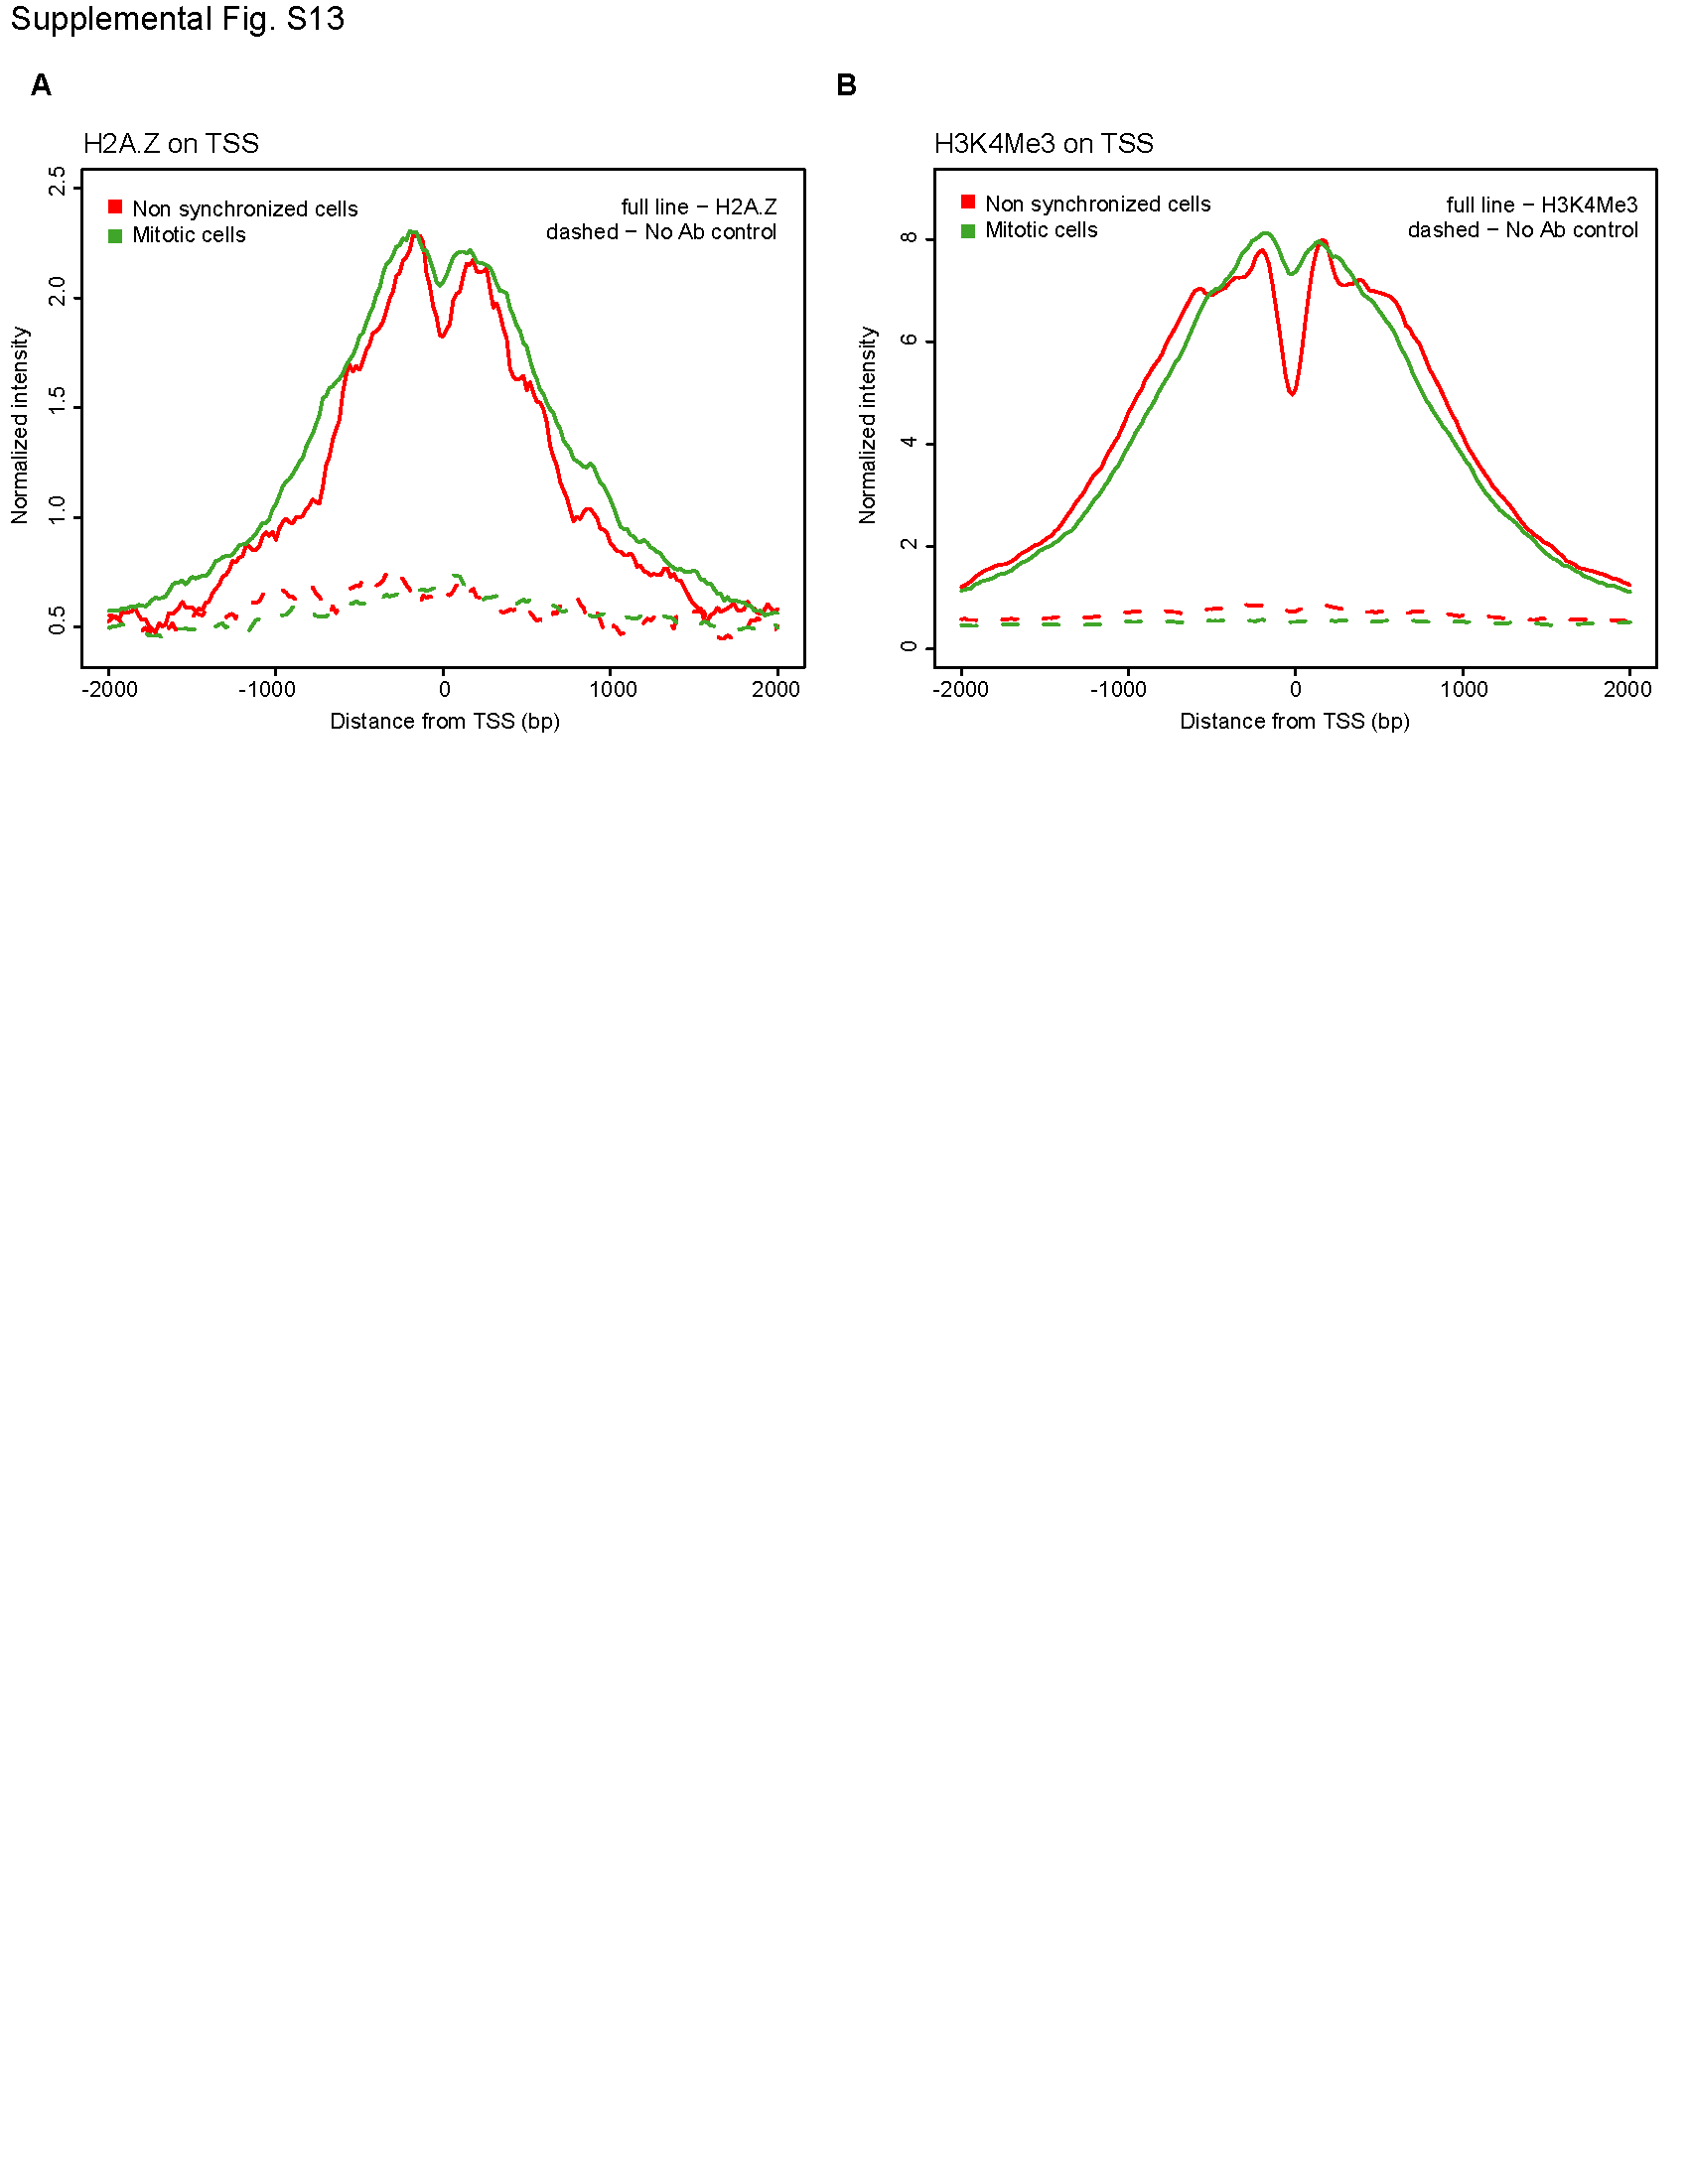 Supplemental Fig. S13
A
H2A.Z on TSS
Non synchronized cells
Mitotic cells
full line − H2A.Z
dashed − No Ab control
Normalized intensity
2.5
2.0
1.5
1.0
0.5
-2000
-1000
0
1000
2000
Distance from TSS (bp)
B
H3K4Me3 on TSS
Non synchronized cells
Mitotic cells
full line − H3K4Me3
dashed − No Ab control
Normalized intensity
8
6
4
2
0
-2000
-1000
0
1000
2000
Distance from TSS (bp)